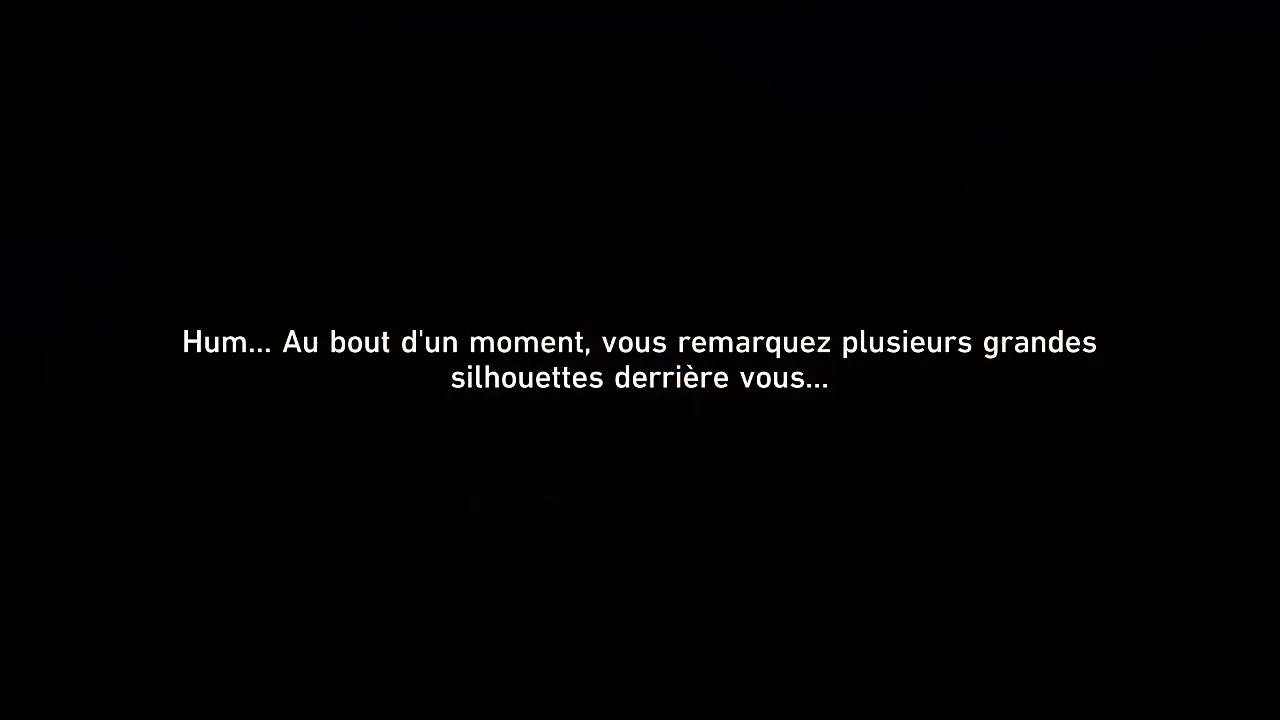 Hum... Au bout d'un moment, vous remarquez plusieurs grandes
silhouettes derrière vous...